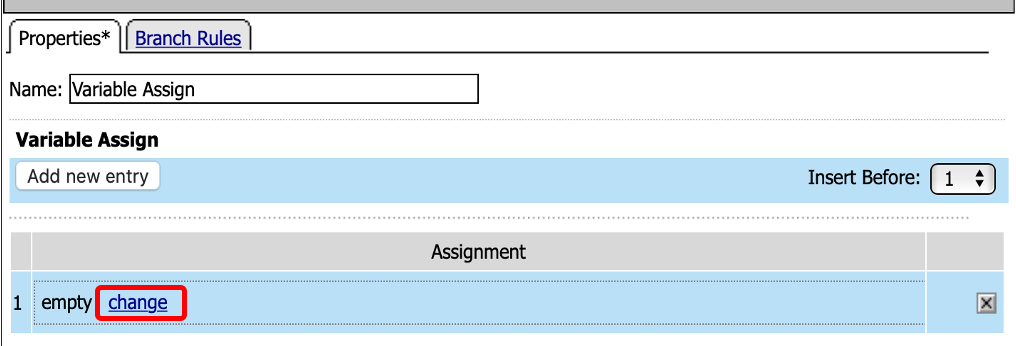 Properties* Branch Rules
Name: Variable Assign
Variable Assign
Add new entry Insert Before: 1
Assignment
1 empty change